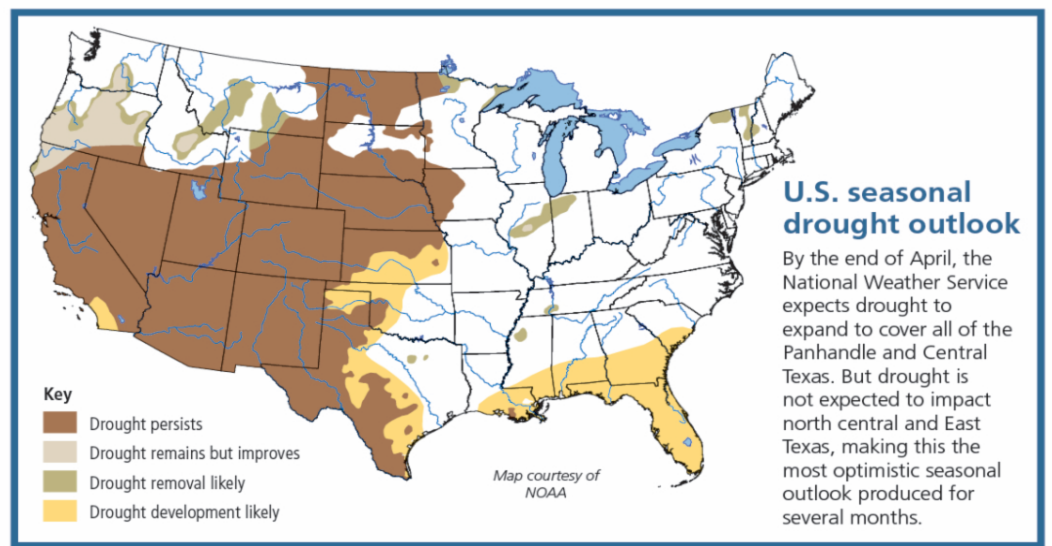 U.S. seasonal
drought outlook
By the end of April, the
National Weather Service
expects drought to
expand to cover all of the
Panhandle and Central
Texas. But drought is
not expected to impact
north central and East
Texas, making this the
most optimistic seasonal
outlook produced for
several months.
Key
Drought persists
Drought remains but improves
Drought removal likely
Drought development likely
Map courtesy of
NOAA